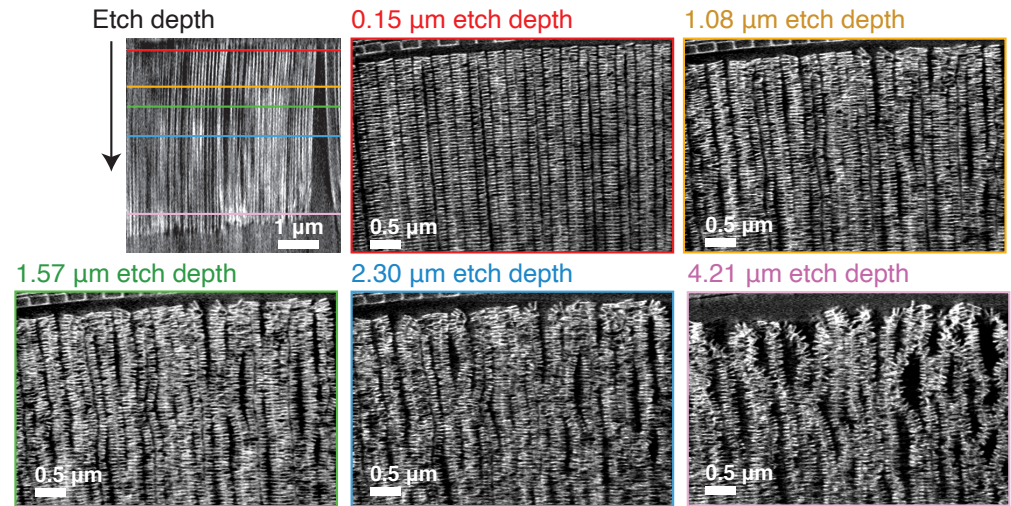 Etch depth
0.15 µm etch depth
1.08 µm etch depth
1 µm
0.5 µm
0.5 µm
1.57 µm etch depth
2.30 µm etch depth
4.21 µm etch depth
0.5 µm
0.5 µm
0.5 µm